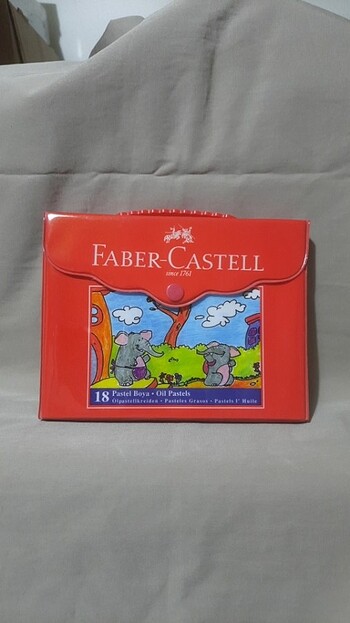 FABER-CASTELL
since 1761
18 Pastel Boya • Oil Pastels
Ölpastellkreiden • Pasteles Grasos • Pastels l' Huile